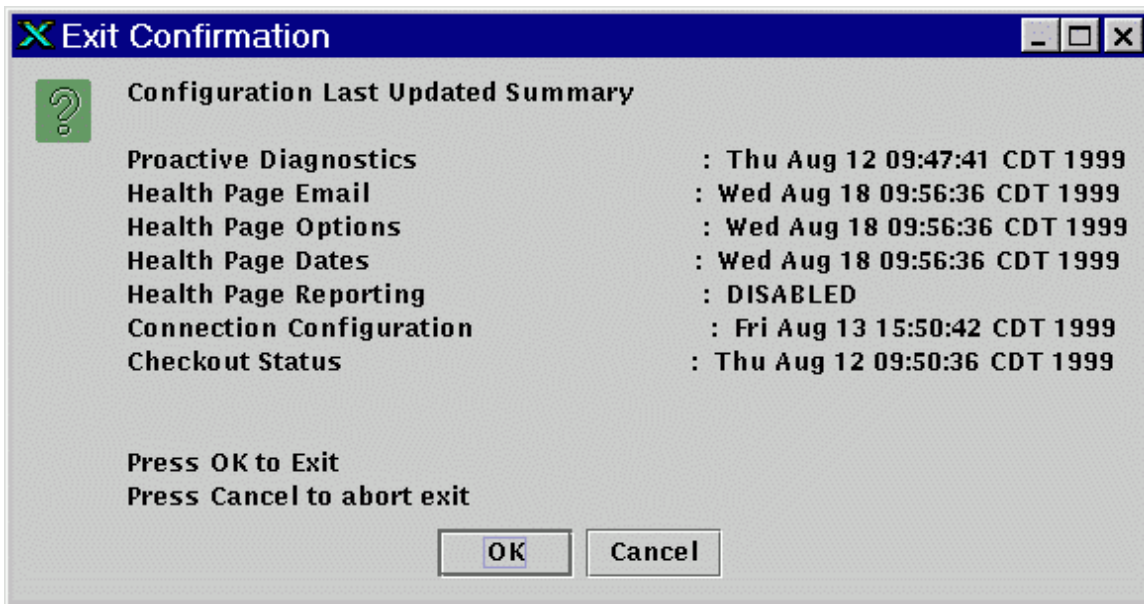 Exit Confirmation
Configuration Last Updated Summary
Proactive Diagnostics : Thu Aug 12 09:47:41 CDT 1999
Health Page Email : Wed Aug 18 09:56:36 CDT 1999
Health Page Options : Wed Aug 18 09:56:36 CDT 1999
Health Page Dates : Wed Aug 18 09:56:36 CDT 1999
Health Page Reporting : DISABLED
Connection Configuration : Fri Aug 13 15:50:42 CDT 1999
Checkout Status : Thu Aug 12 09:50:36 CDT 1999
Press OK to Exit
Press Cancel to abort exit
OK Cancel